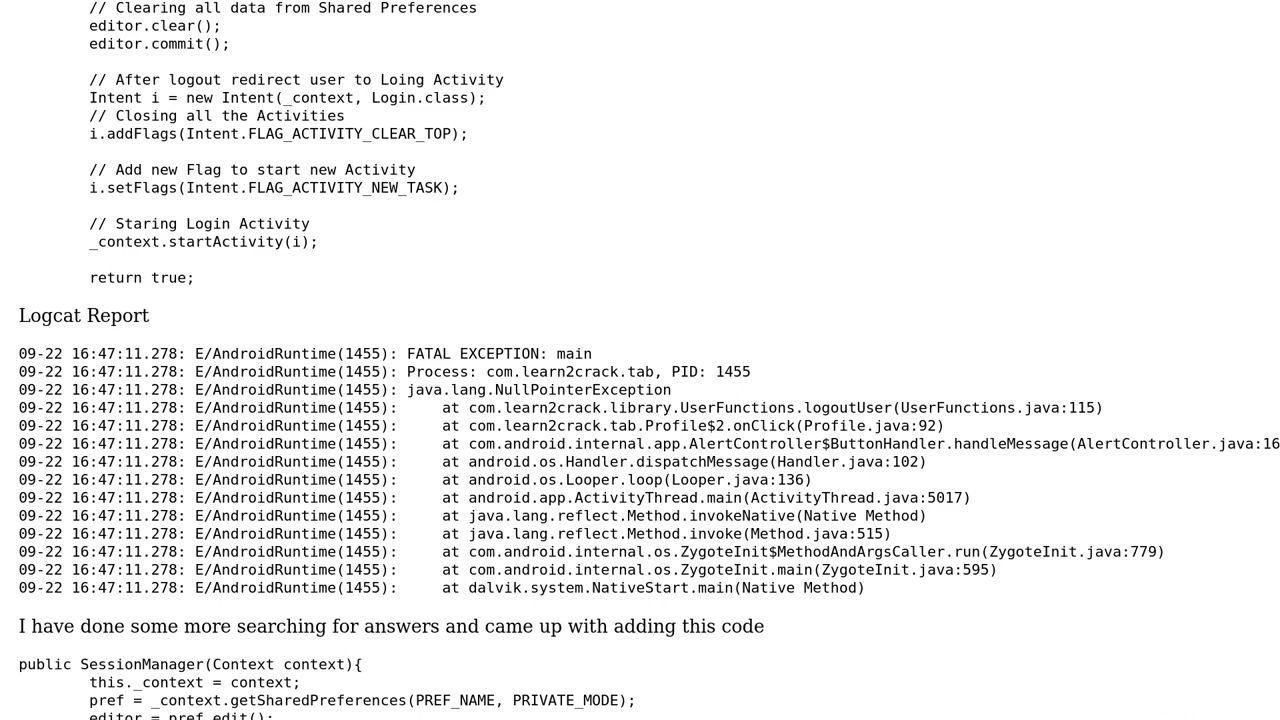 // Clearing all data from Shared Preferences
editor.clear();
editor.commit();
// After logout redirect user to Loing Activity
Intent i = new Intent(_context, Login.class);
// Closing all the Activities
i.addFlags(Intent.FLAG_ACTIVITY_CLEAR_TOP);
// Add new Flag to start new Activity
i.setFlags(Intent.FLAG_ACTIVITY_NEW_TASK);
// Staring Login Activity
_context.startActivity(i);
return true;
Logcat Report
09-22 16:47:11.278: E/AndroidRuntime(1455): FATAL EXCEPTION: main
09-22 16:47:11.278: E/AndroidRuntime(1455): Process: com.learn2crack.tab, PID: 1455
09-22 16:47:11.278: E/AndroidRuntime(1455): java.lang.NullPointerException
09-22 16:47:11.278: E/AndroidRuntime(1455):     at com.learn2crack.library.UserFunctions.logoutUser(UserFunctions.java:115)
09-22 16:47:11.278: E/AndroidRuntime(1455):     at com.learn2crack.tab.Profile$2.onClick(Profile.java:92)
09-22 16:47:11.278: E/AndroidRuntime(1455):     at com.android.internal.app.AlertController$ButtonHandler.handleMessage(AlertController.java:16
09-22 16:47:11.278: E/AndroidRuntime(1455):     at android.os.Handler.dispatchMessage(Handler.java:102)
09-22 16:47:11.278: E/AndroidRuntime(1455):     at android.os.Looper.loop(Looper.java:136)
09-22 16:47:11.278: E/AndroidRuntime(1455):     at android.app.ActivityThread.main(ActivityThread.java:5017)
09-22 16:47:11.278: E/AndroidRuntime(1455):     at java.lang.reflect.Method.invokeNative(Native Method)
09-22 16:47:11.278: E/AndroidRuntime(1455):     at java.lang.reflect.Method.invoke(Method.java:515)
09-22 16:47:11.278: E/AndroidRuntime(1455):     at com.android.internal.os.ZygoteInit$MethodAndArgsCaller.run(ZygoteInit.java:779)
09-22 16:47:11.278: E/AndroidRuntime(1455):     at com.android.internal.os.ZygoteInit.main(ZygoteInit.java:595)
09-22 16:47:11.278: E/AndroidRuntime(1455):     at dalvik.system.NativeStart.main(Native Method)
I have done some more searching for answers and came up with adding this code
public SessionManager(Context context){
this._context = context;
pref = _context.getSharedPreferences(PREF_NAME, PRIVATE_MODE);
editor = pref.edit();